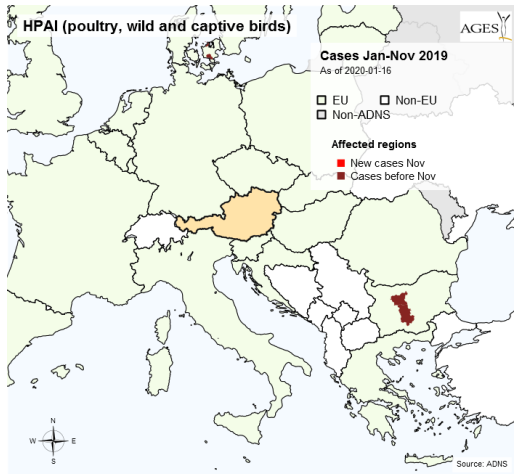 HPAI (poultry, wild and captive birds)
AGES
Cases Jan-Nov 2019
As of 2020-01-16
EU Non-EU
Non-ADNS
Affected regions
New cases Nov
Cases before Nov
N
W E
S
Source: ADNS